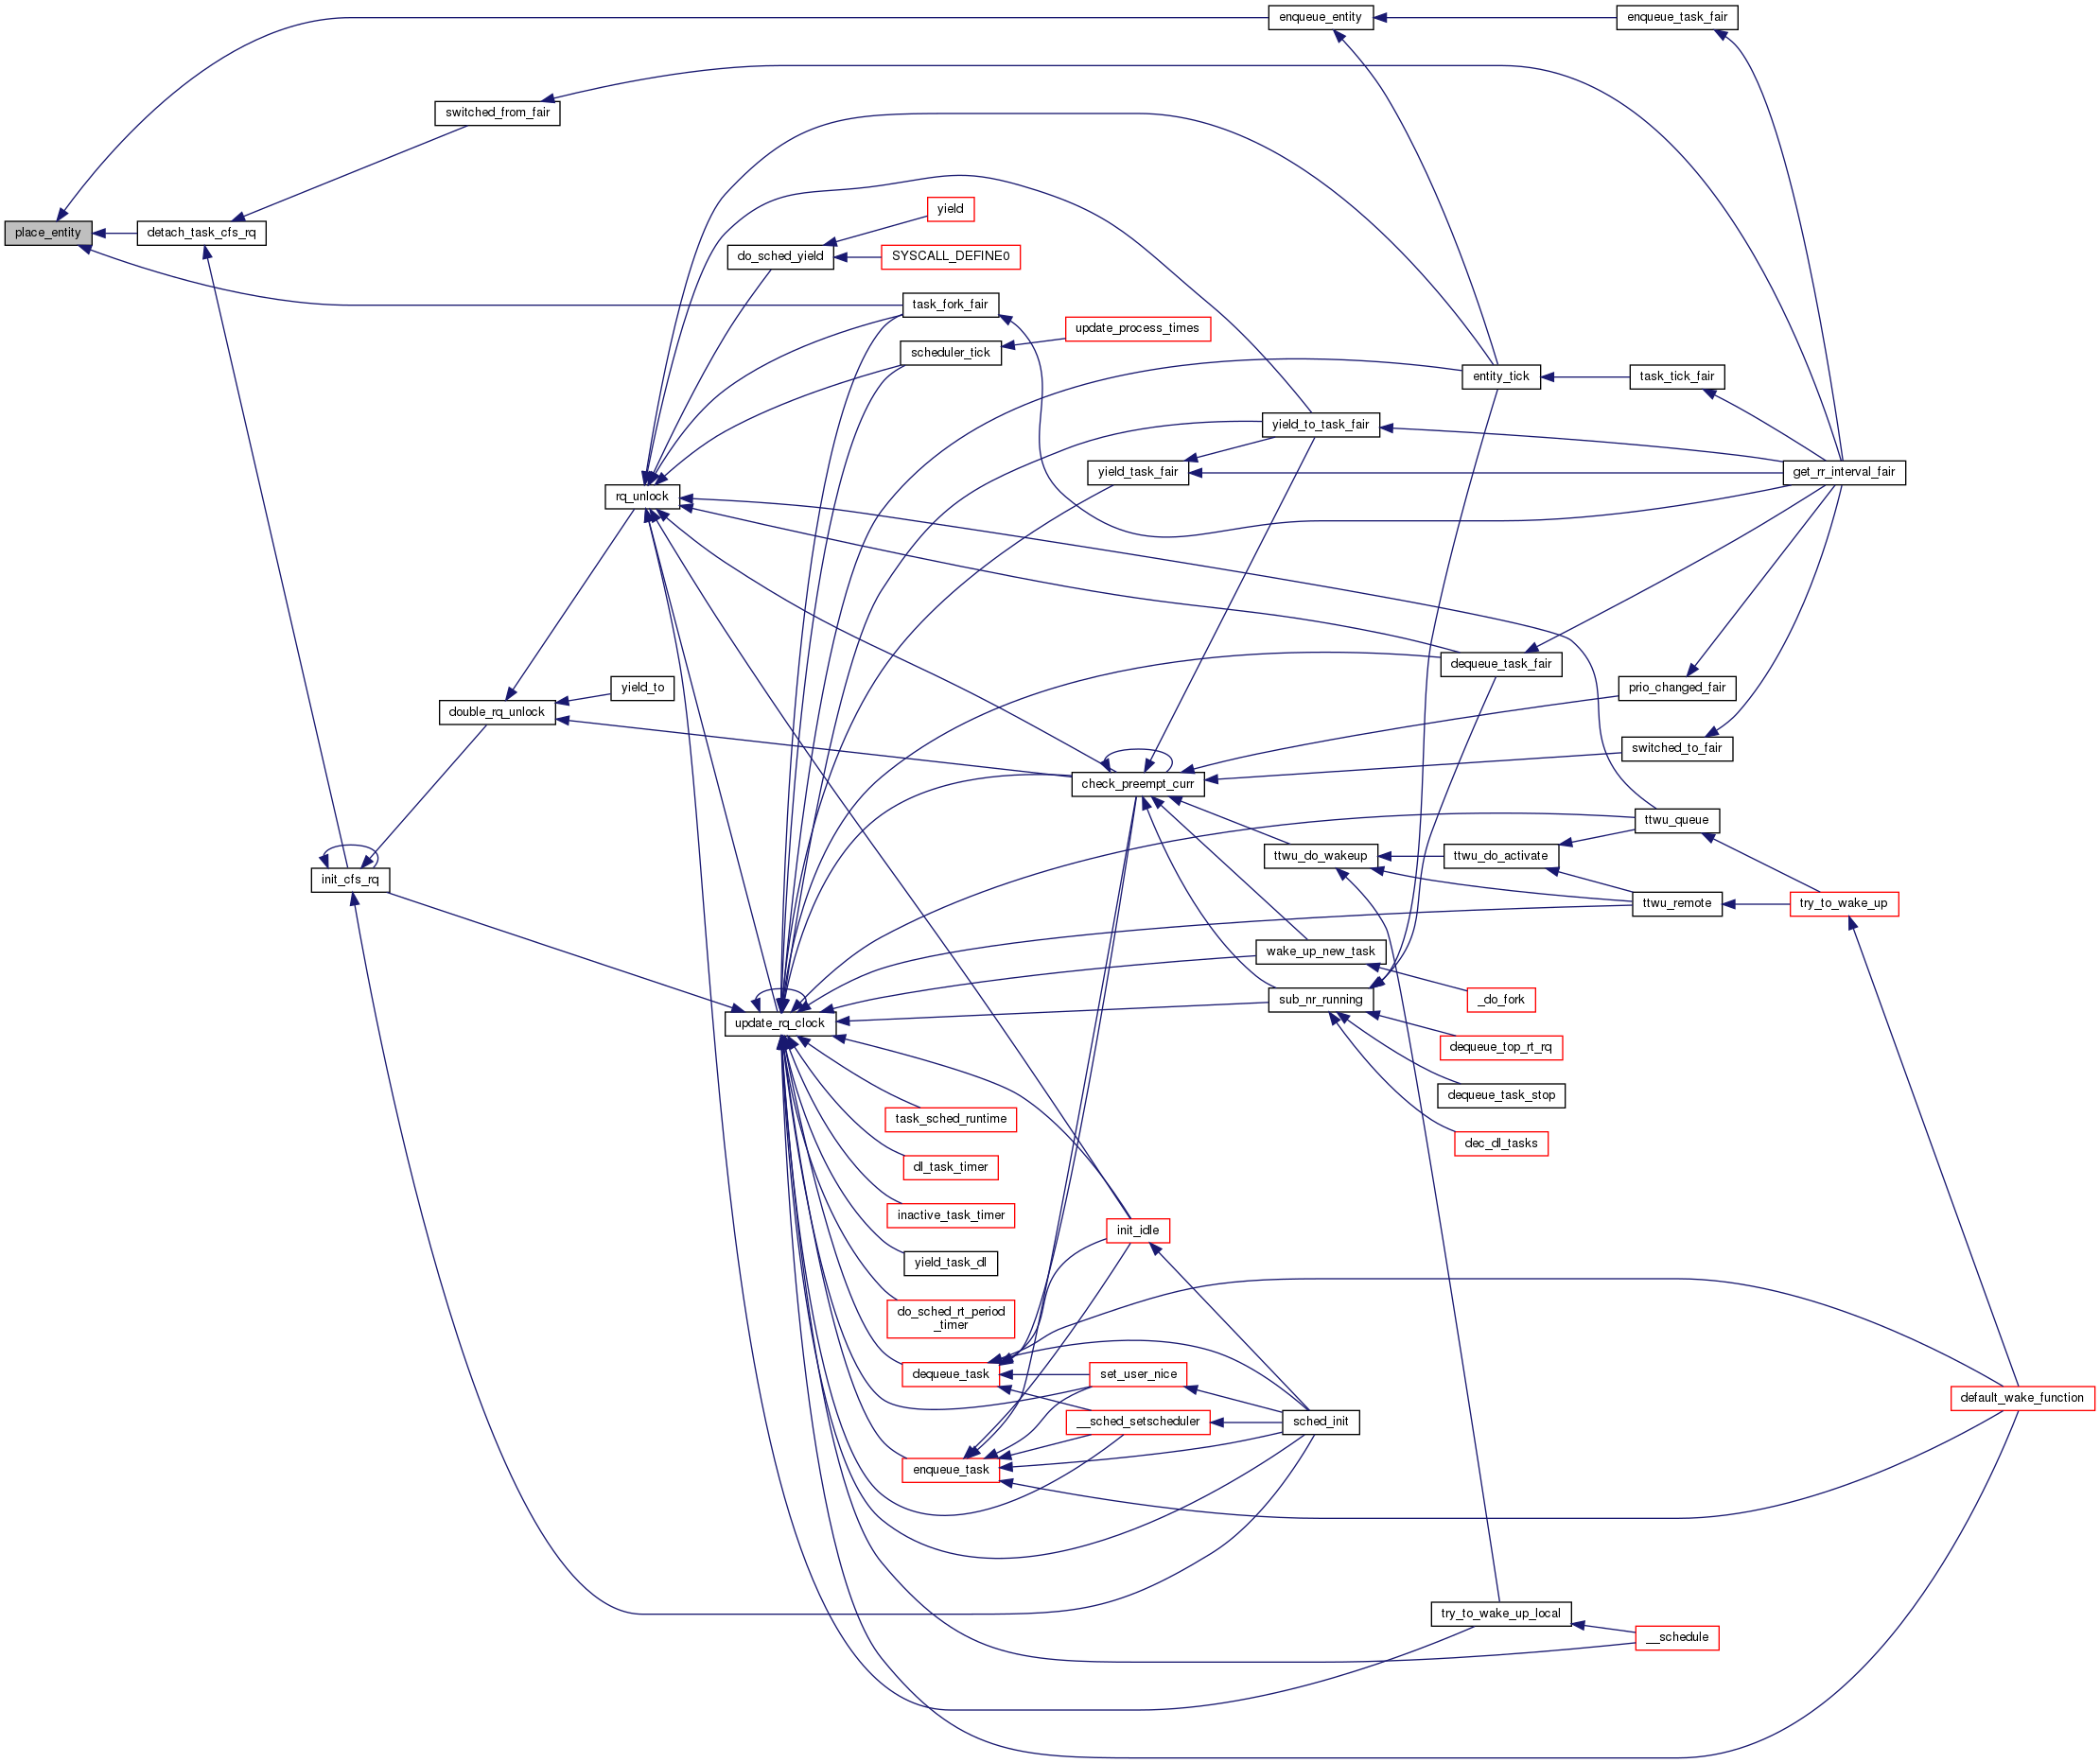 enqueue_entity
enqueue_task_fair
switched_from_fair
yield
place_entity
detach_task_cfs_rq
do_sched_yield
SYSCALL_DEFINE0
task_fork_fair
update_process_times
scheduler_tick
entity_tick
task_tick_fair
yield_to_task_fair
yield_task_fair
get_rr_interval_fair
rq_unlock
dequeue_task_fair
yield_to
prio_changed_fair
double_rq_unlock
switched_to_fair
check_preempt_curr
ttwu_queue
ttwu_do_wakeup
ttwu_do_activate
init_cfs_rq
ttwu_remote
try_to_wake_up
wake_up_new_task
_do_fork
sub_nr_running
update_rq_clock
dequeue_top_rt_rq
dequeue_task_stop
task_sched_runtime
dec_dl_tasks
dl_task_timer
inactive_task_timer
init_idle
yield_task_dl
do_sched_rt_period
_timer
dequeue_task
set_user_nice
default_wake_function
__sched_setscheduler
sched_init
enqueue_task
try_to_wake_up_local
__schedule